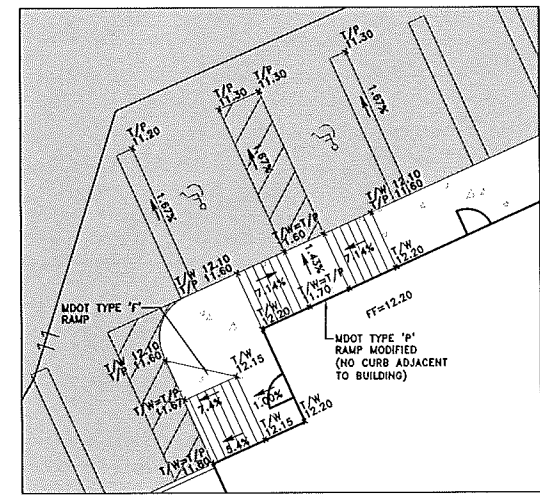 T/P
11.30
T/P
11.30
T/P
11.30
T/P
11.20
1.67%
1.67%
1.67%
T/W 12.10
T/P 11.60
T/W=T/P
1.60
T/W 12.10
T/P 11.60
1.43%
7.14%
7.14%
T/W
12.20
T/W=T/P
11.70
T/W
12.20
FF=12.20
MDOT TYPE 'F'
RAMP
MDOT TYPE 'P'
RAMP MODIFIED
(NO CURB ADJACENT
TO BUILDING)
T/W 12.10
T/P 11.60
T/W
12.15
T/W=T/P
11.67
7.4%
1.00%
5.4%
T/W
12.20
T/W
12.15
T/W=T/P
11.80